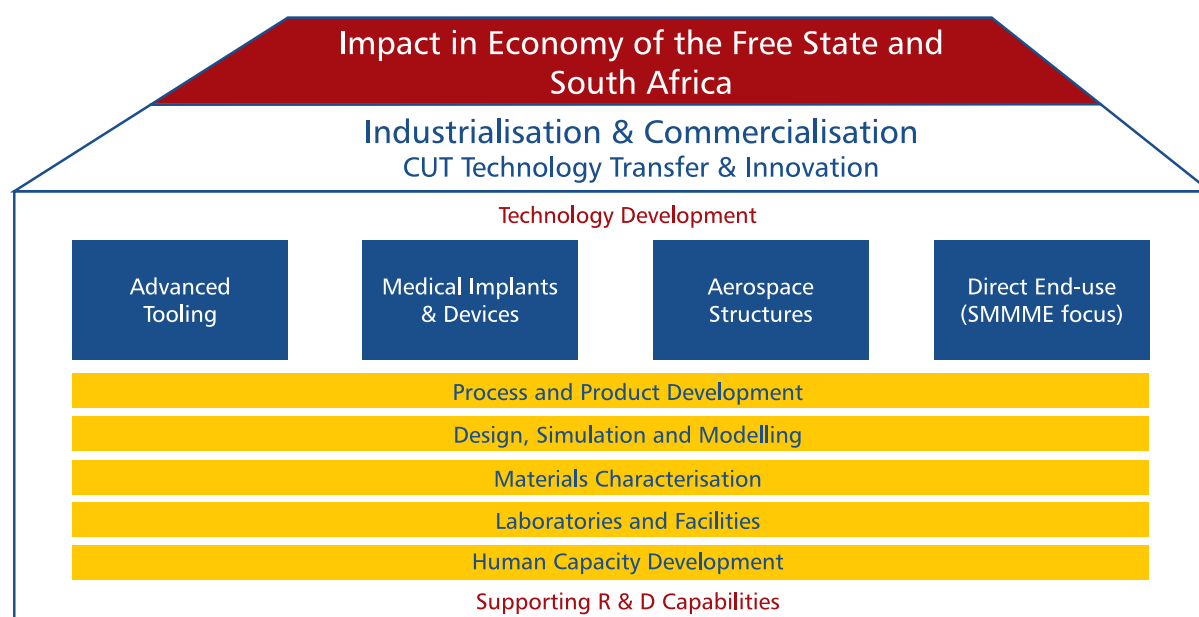 Impact in Economy of the Free State and
South Africa
Industrialisation & Commercialisation
CUT Technology Transfer & Innovation
Technology Development
Advanced
Tooling
Medical Implants
& Devices
Aerospace
Structures
Direct End-use
(SMMME focus)
Process and Product Development
Design, Simulation and Modelling
Materials Characterisation
Laboratories and Facilities
Human Capacity Development
Supporting R & D Capabilities